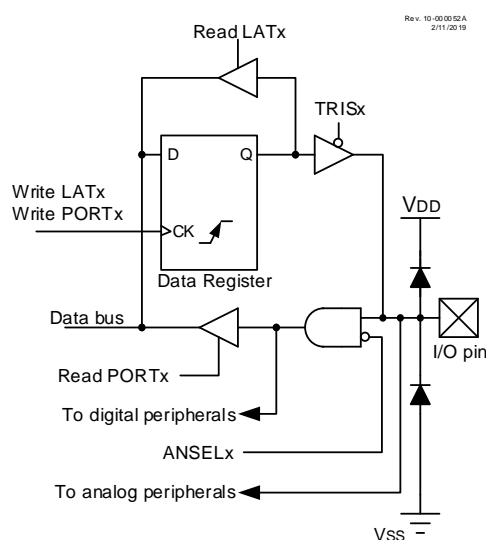 Rev. 10-000052A
2/11/2019
Read LATx
TRISx
D
Q
Write LATx
Write PORTx
CK
VDD
Data Register
Data bus
I/O pin
Read PORTx
To digital peripherals
ANSELx
To analog peripherals
VSS